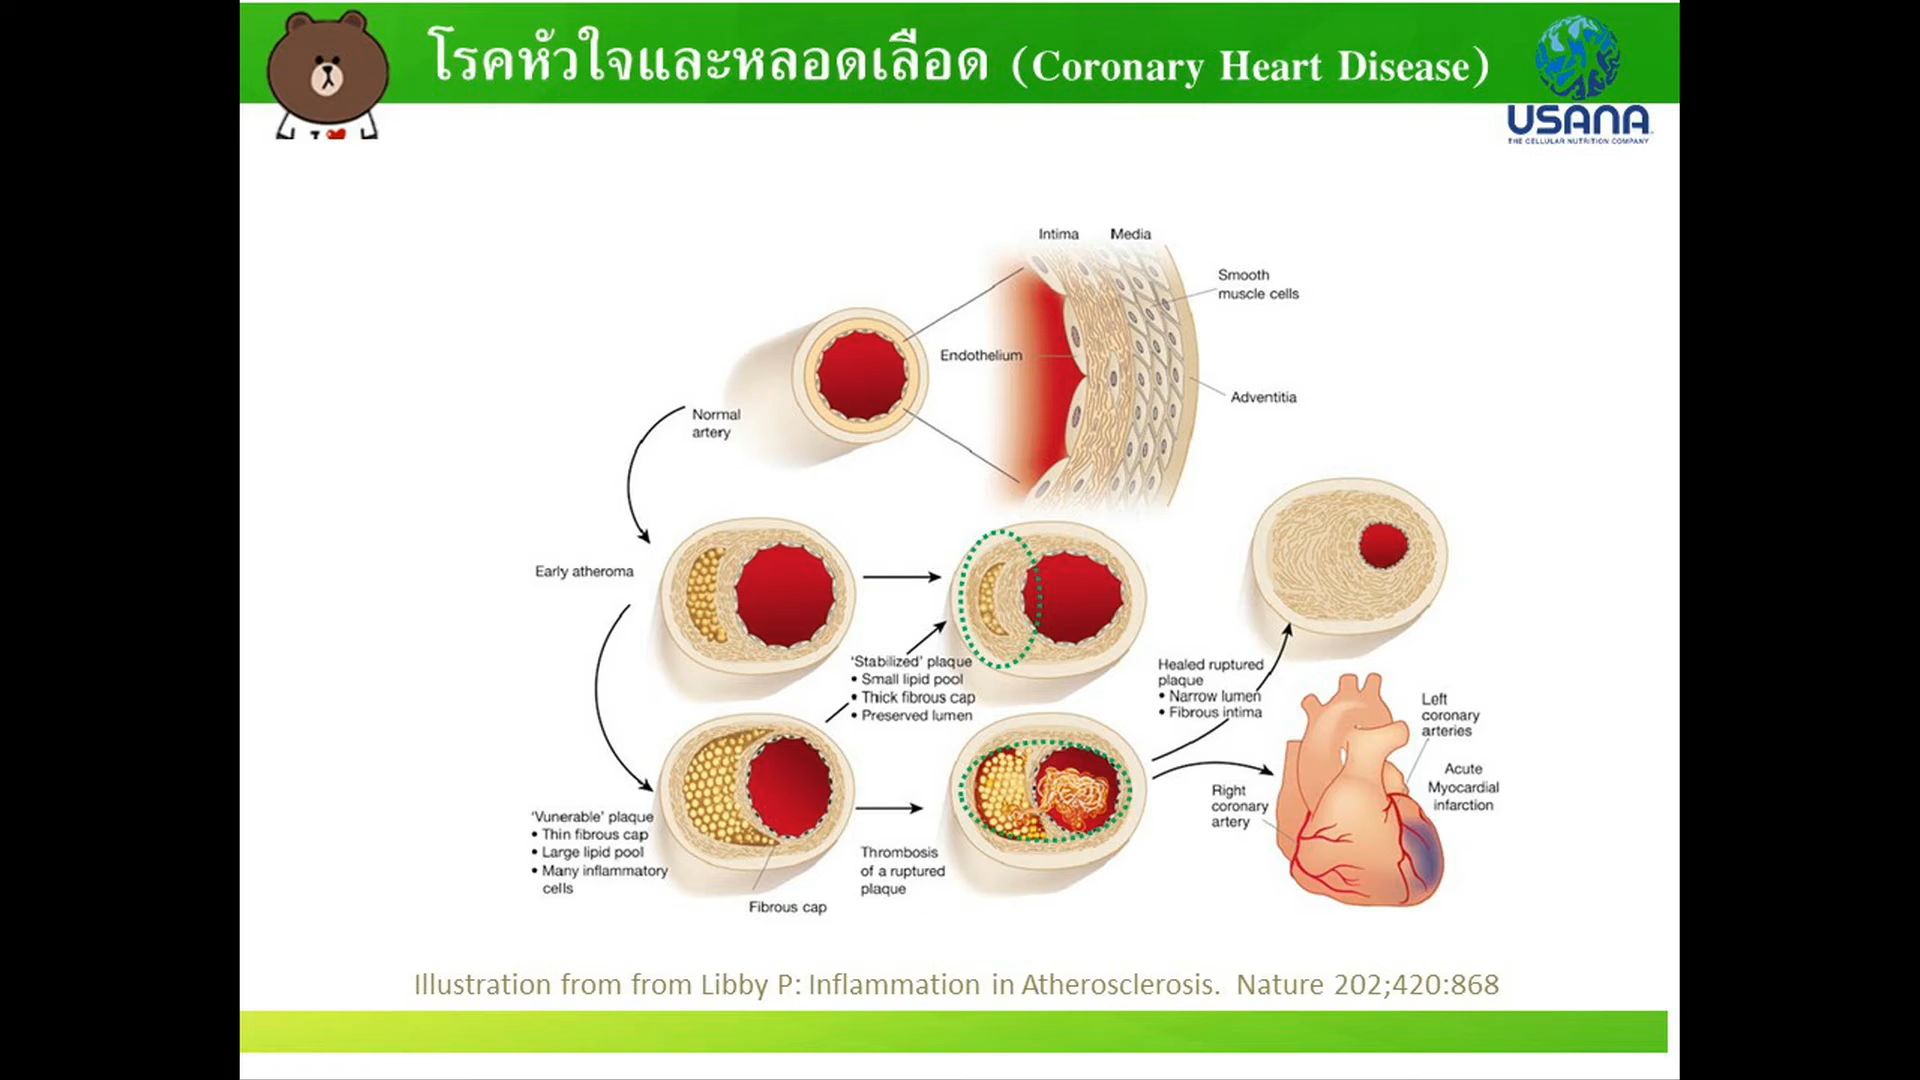 โรคหัวใจและหลอดเลือด (Coronary Heart Disease)
USANA
THE CELLULAR NUTRITION COMPANY
I
Intima Media
Smooth
muscle cells
Endothelium
Adventitia
Normal
artery
Early atheroma
'Stabilized' plaque
• Small lipid pool
• Thick fibrous cap
• Preserved lumen
Healed ruptured
plaque
• Narrow lumen
• Fibrous intima
Left
coronary
arteries
Acute
Myocardial
infarction
Right
coronary
artery
'Vunerable' plaque
• Thin fibrous cap
• Large lipid pool
• Many inflammatory
cells
Thrombosis
of a ruptured
plaque
Fibrous cap
Illustration from from Libby P: Inflammation in Atherosclerosis. Nature 202;420:868